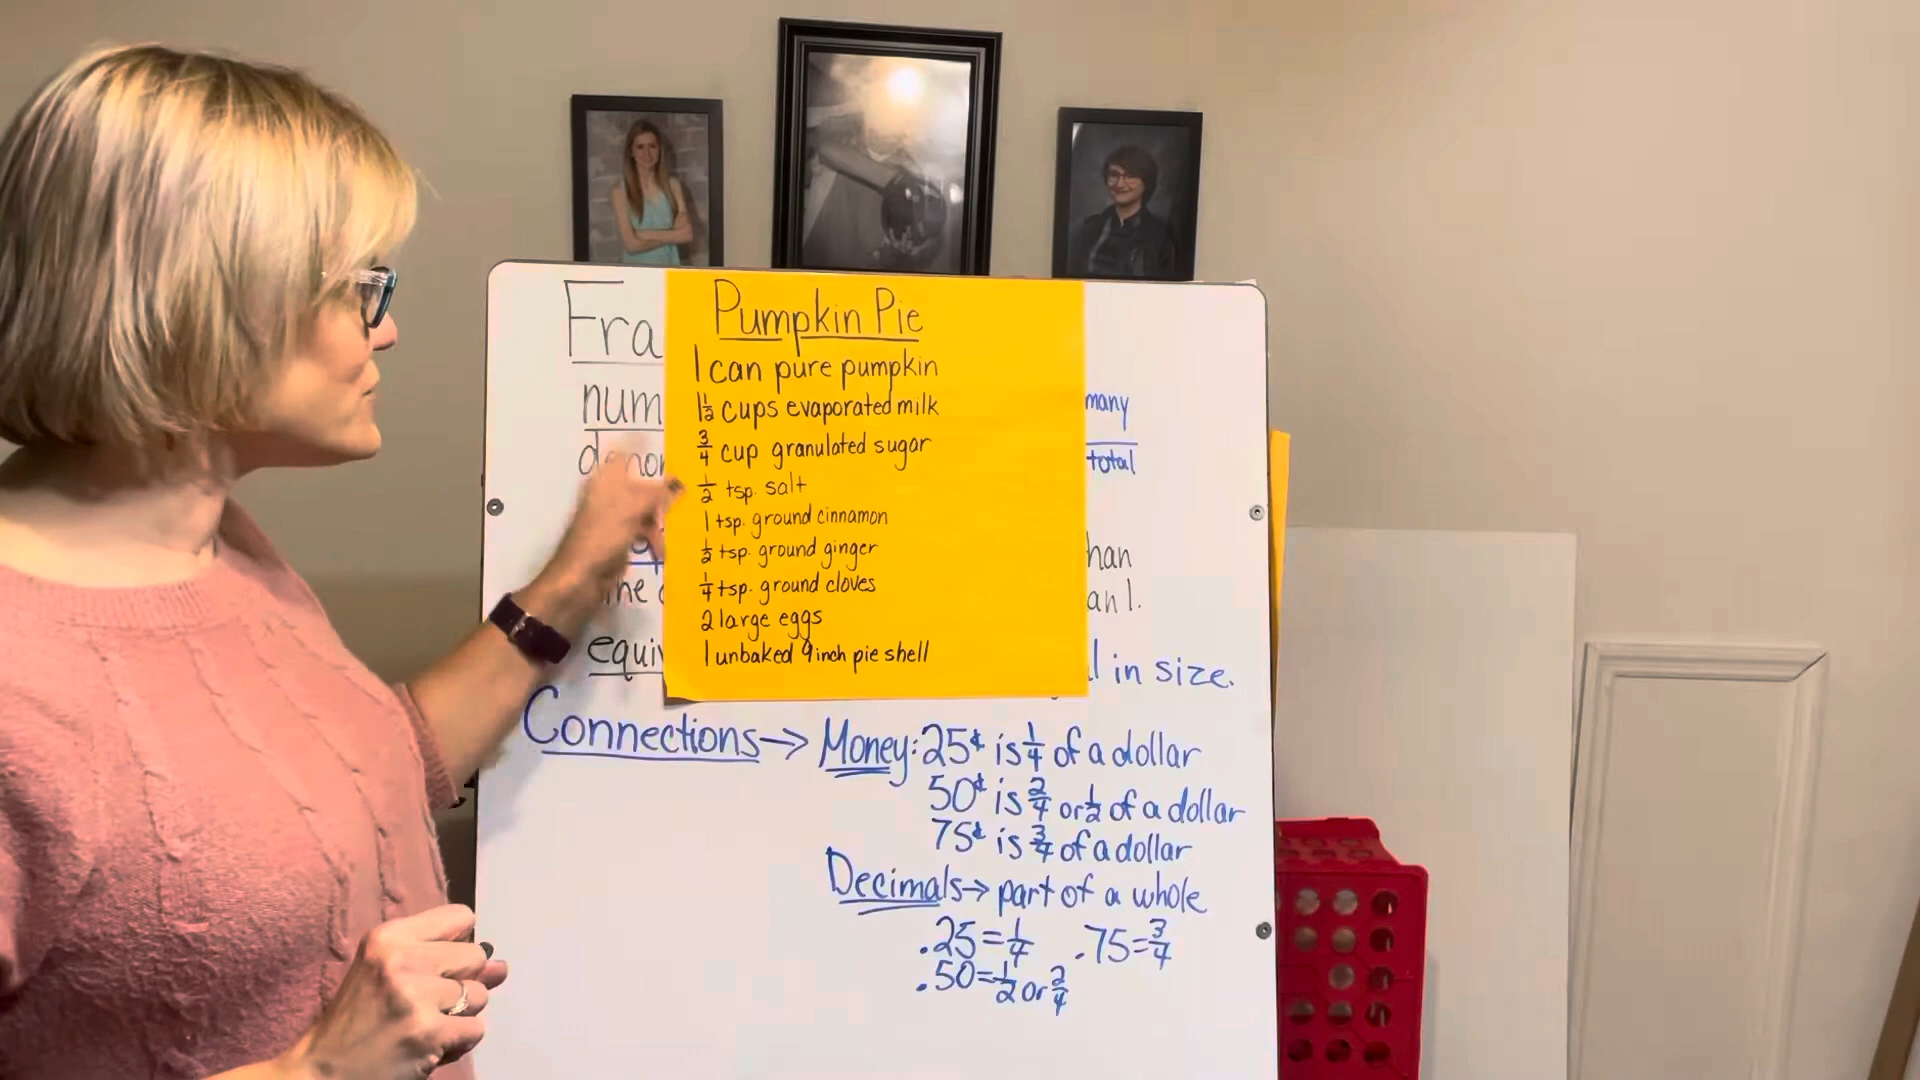 Fra
Pumpkin Pie
1 can pure pumpkin
1 1/2 cups evaporated milk
3/4 cup granulated sugar
1/2 tsp. salt
1 tsp. ground cinnamon
1/2 tsp. ground ginger
1/4 tsp. ground cloves
2 large eggs
1 unbaked 9 inch pie shell
num
many
total
han
an 1.
equiv
l in size.
Connections → Money: 25¢ is 1/4 of a dollar
50¢ is 2/4 or 1/2 of a dollar
75¢ is 3/4 of a dollar
Decimals → part of a whole
.25 = 1/4 .75 = 3/4
.50 = 1/2 or 2/4